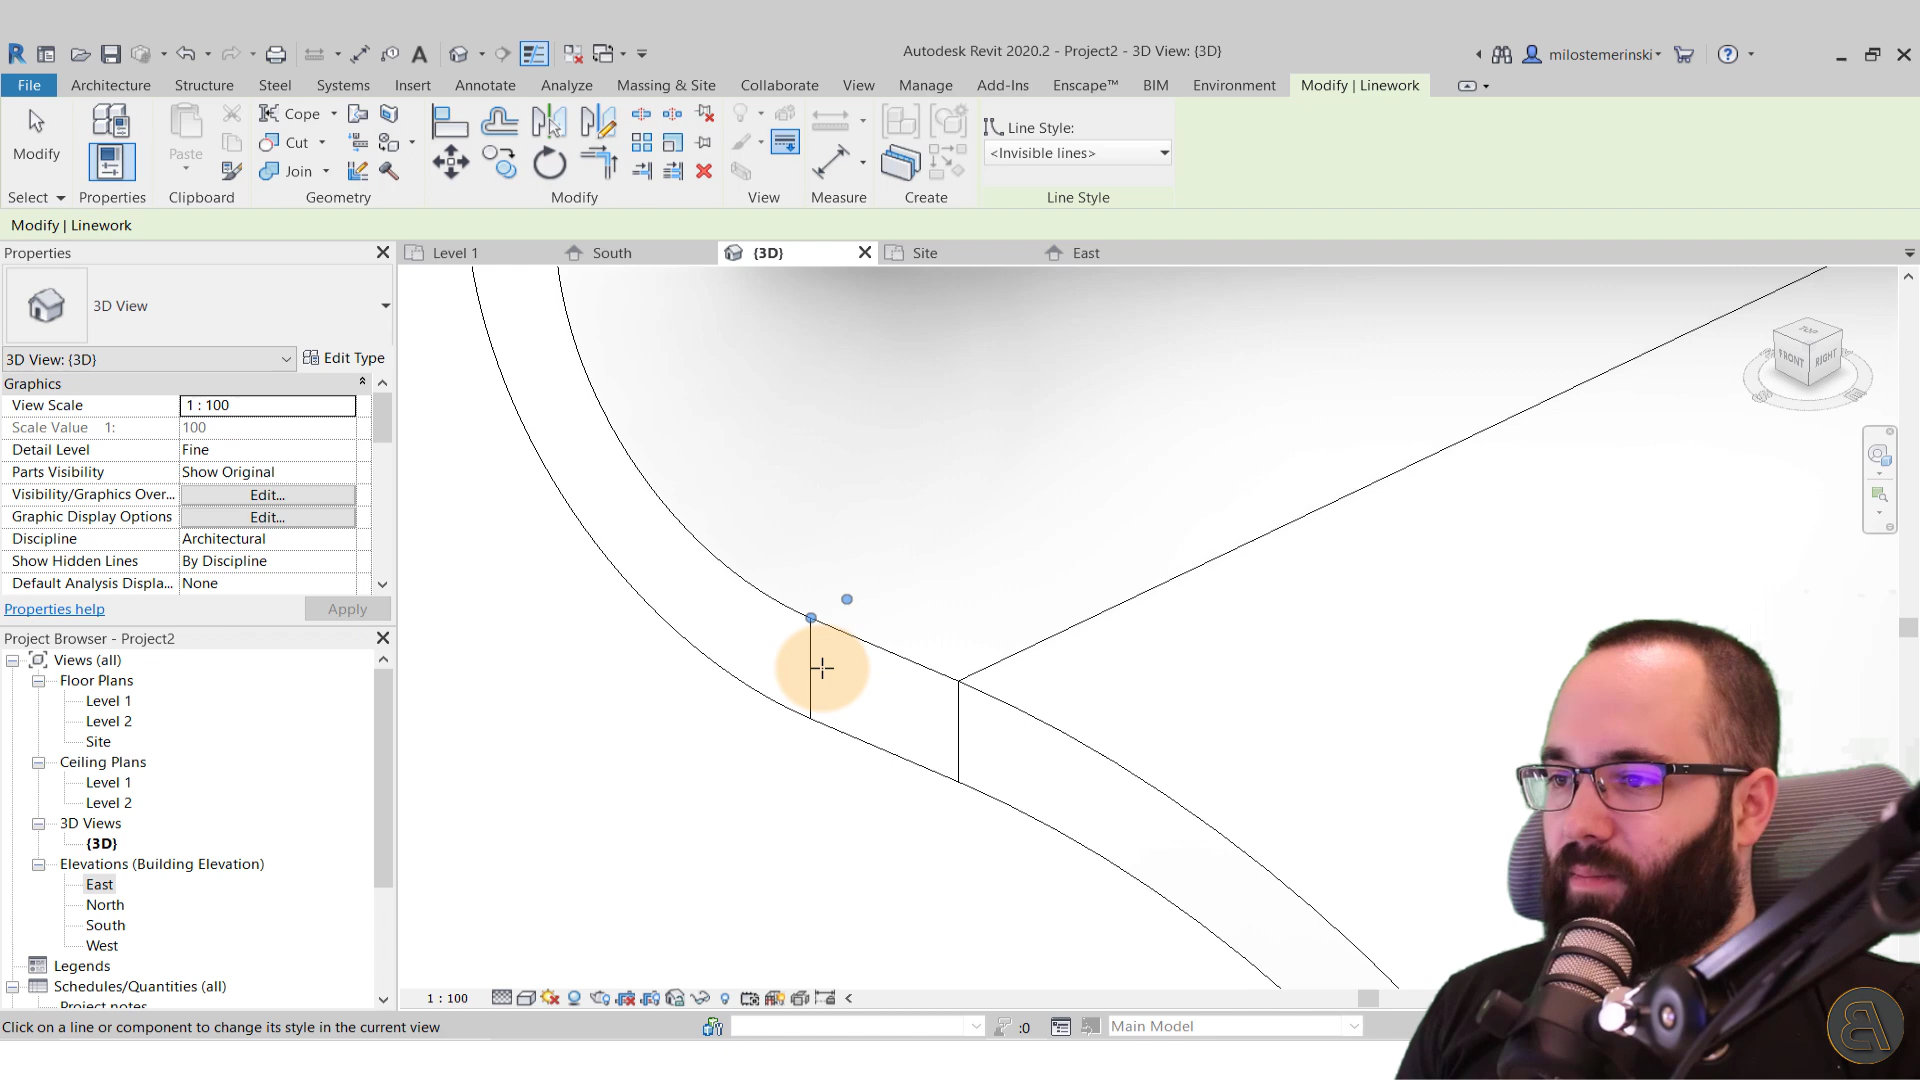 Autodesk Revit 2020.2 - Project2 - 3D View: {3D}
milostemerinski
File Architecture Structure Steel Systems Insert Annotate Analyze Massing & Site Collaborate View Manage Add-Ins Enscape™ BIM Environment Modify | Linework
Modify
Paste
Cope
Cut
Join
Line Style:
<Invisible lines>
Select Properties Clipboard Geometry Modify View Measure Create Line Style
Modify | Linework
Properties
Level 1 South {3D} Site East
3D View
3D View: {3D} Edit Type
Graphics
View Scale 1 : 100
Scale Value 1: 100
Detail Level Fine
Parts Visibility Show Original
Visibility/Graphics Over... Edit...
Graphic Display Options Edit...
Discipline Architectural
Show Hidden Lines By Discipline
Default Analysis Displa... None
Properties help Apply
TOP
FRONT RIGHT
Project Browser - Project2
Views (all)
Floor Plans
Level 1
Level 2
Site
Ceiling Plans
Level 1
Level 2
3D Views
{3D}
Elevations (Building Elevation)
East
North
South
West
Legends
Schedules/Quantities (all)
Project notes
1 : 100
Click on a line or component to change its style in the current view
:0
Main Model